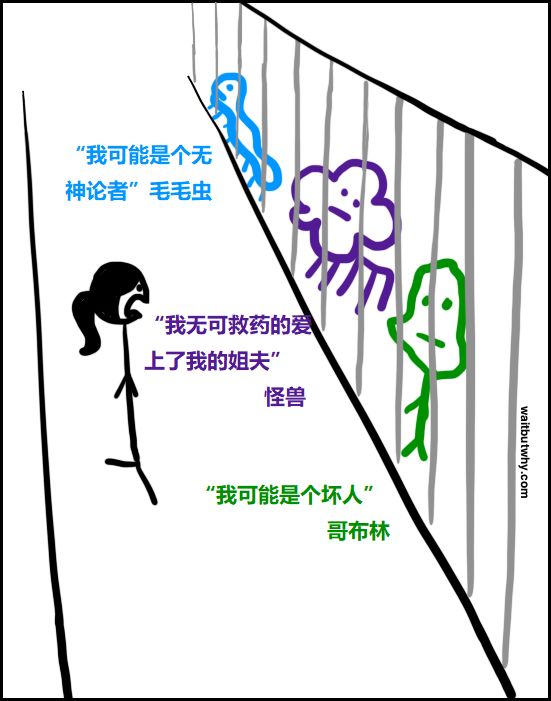 “我可能是个无
神论者”毛毛虫
“我无可救药的爱
上了我的姐夫”
怪兽
waitbutwhy.com
“我可能是个坏人”
哥布林